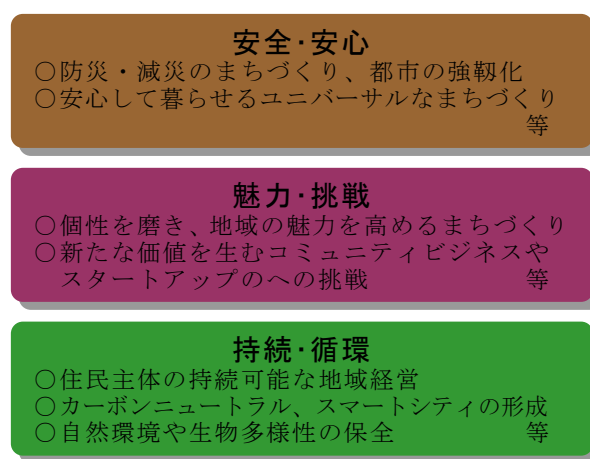 安全･安心
○防災・減災のまちづくり、都市の強靱化
○安心して暮らせるユニバーサルなまちづくり
等
魅力･挑戦
○個性を磨き、地域の魅力を高めるまちづくり
○新たな価値を生むコミュニティビジネスや
スタートアップのへの挑戦 等
持続･循環
○住民主体の持続可能な地域経営
○カーボンニュートラル、スマートシティの形成
○自然環境や生物多様性の保全 等